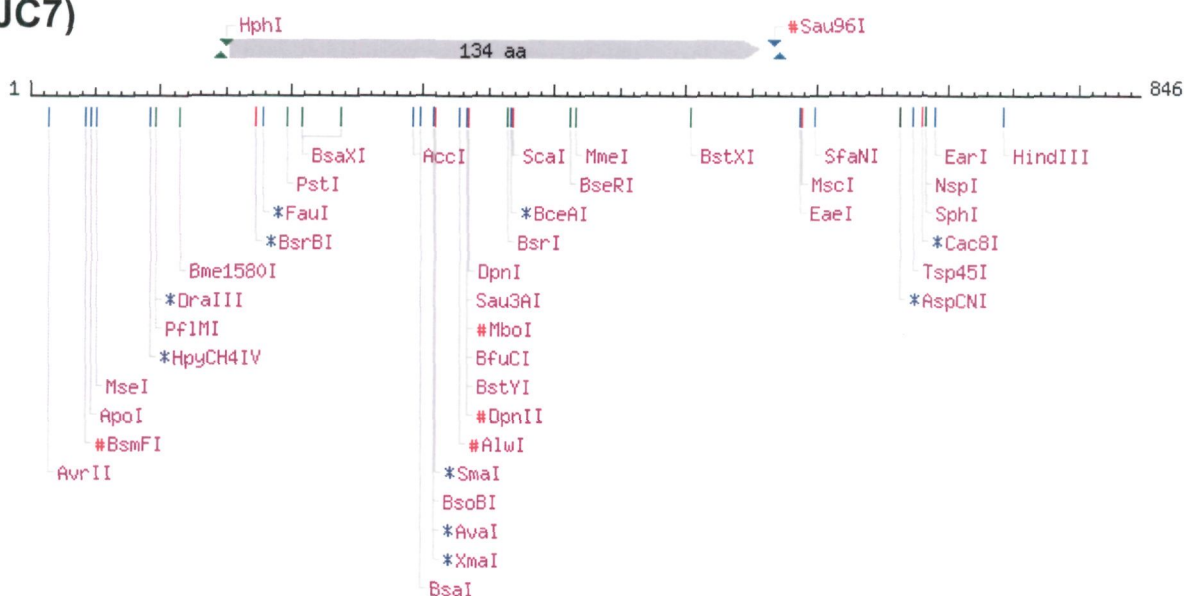 JC7)
HphI #Sau96I
134 aa
1 846
BsaXI AccI ScaI MmeI BstXI SfaNI EarI HindIII
PstI BseRI MscI NspI
*FauI *BceAI EaeI SphI
*BsrBI BsrI *Cac8I
Bme1580I DpnI Tsp45I
*DraIII Sau3AI *AspCNI
PflMI #MboI
*HpyCH4IV BfuCI
MseI BstYI
ApoI #DpnII
#BsmFI #AlwI
AvrII *SmaI
BsoBI
*AvaI
*XmaI
BsaI